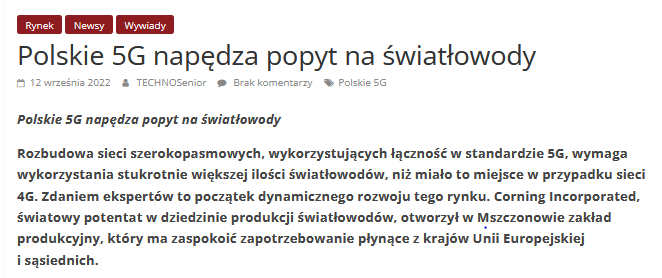 Rynek Newsy Wywiady
Polskie 5G napędza popyt na światłowody
12 września 2022 TECHNOSenior Brak komentarzy Polskie 5G
Polskie 5G napędza popyt na światłowody
Rozbudowa sieci szerokopasmowych, wykorzystujących łączność w standardzie 5G, wymaga
wykorzystania stukrotnie większej ilości światłowodów, niż miało to miejsce w przypadku sieci
4G. Zdaniem ekspertów to początek dynamicznego rozwoju tego rynku. Corning Incorporated,
światowy potentat w dziedzinie produkcji światłowodów, otworzył w Mszczonowie zakład
produkcyjny, który ma zaspokoić zapotrzebowanie płynące z krajów Unii Europejskiej
i sąsiednich.